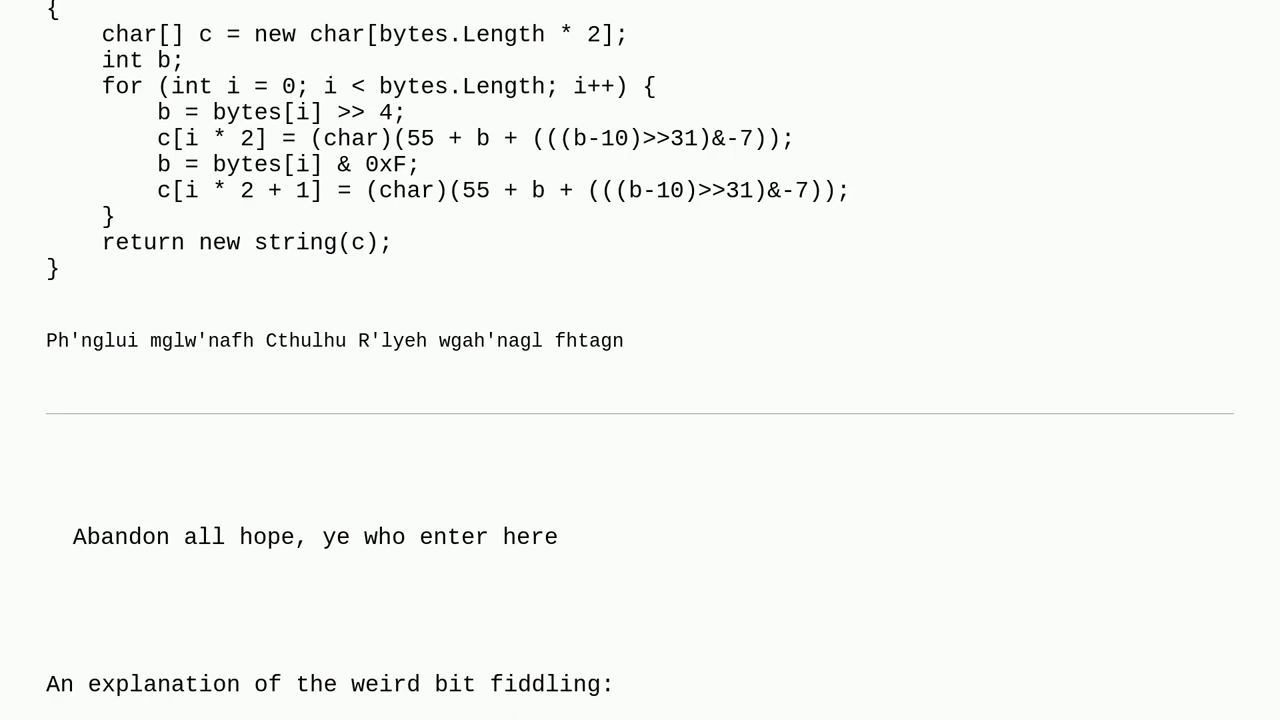 {
    char[] c = new char[bytes.Length * 2];
    int b;
    for (int i = 0; i < bytes.Length; i++) {
        b = bytes[i] >> 4;
        c[i * 2] = (char)(55 + b + (((b-10)>>31)&-7));
        b = bytes[i] & 0xF;
        c[i * 2 + 1] = (char)(55 + b + (((b-10)>>31)&-7));
    }
    return new string(c);
}
Ph'nglui mglw'nafh Cthulhu R'lyeh wgah'nagl fhtagn
Abandon all hope, ye who enter here
An explanation of the weird bit fiddling: